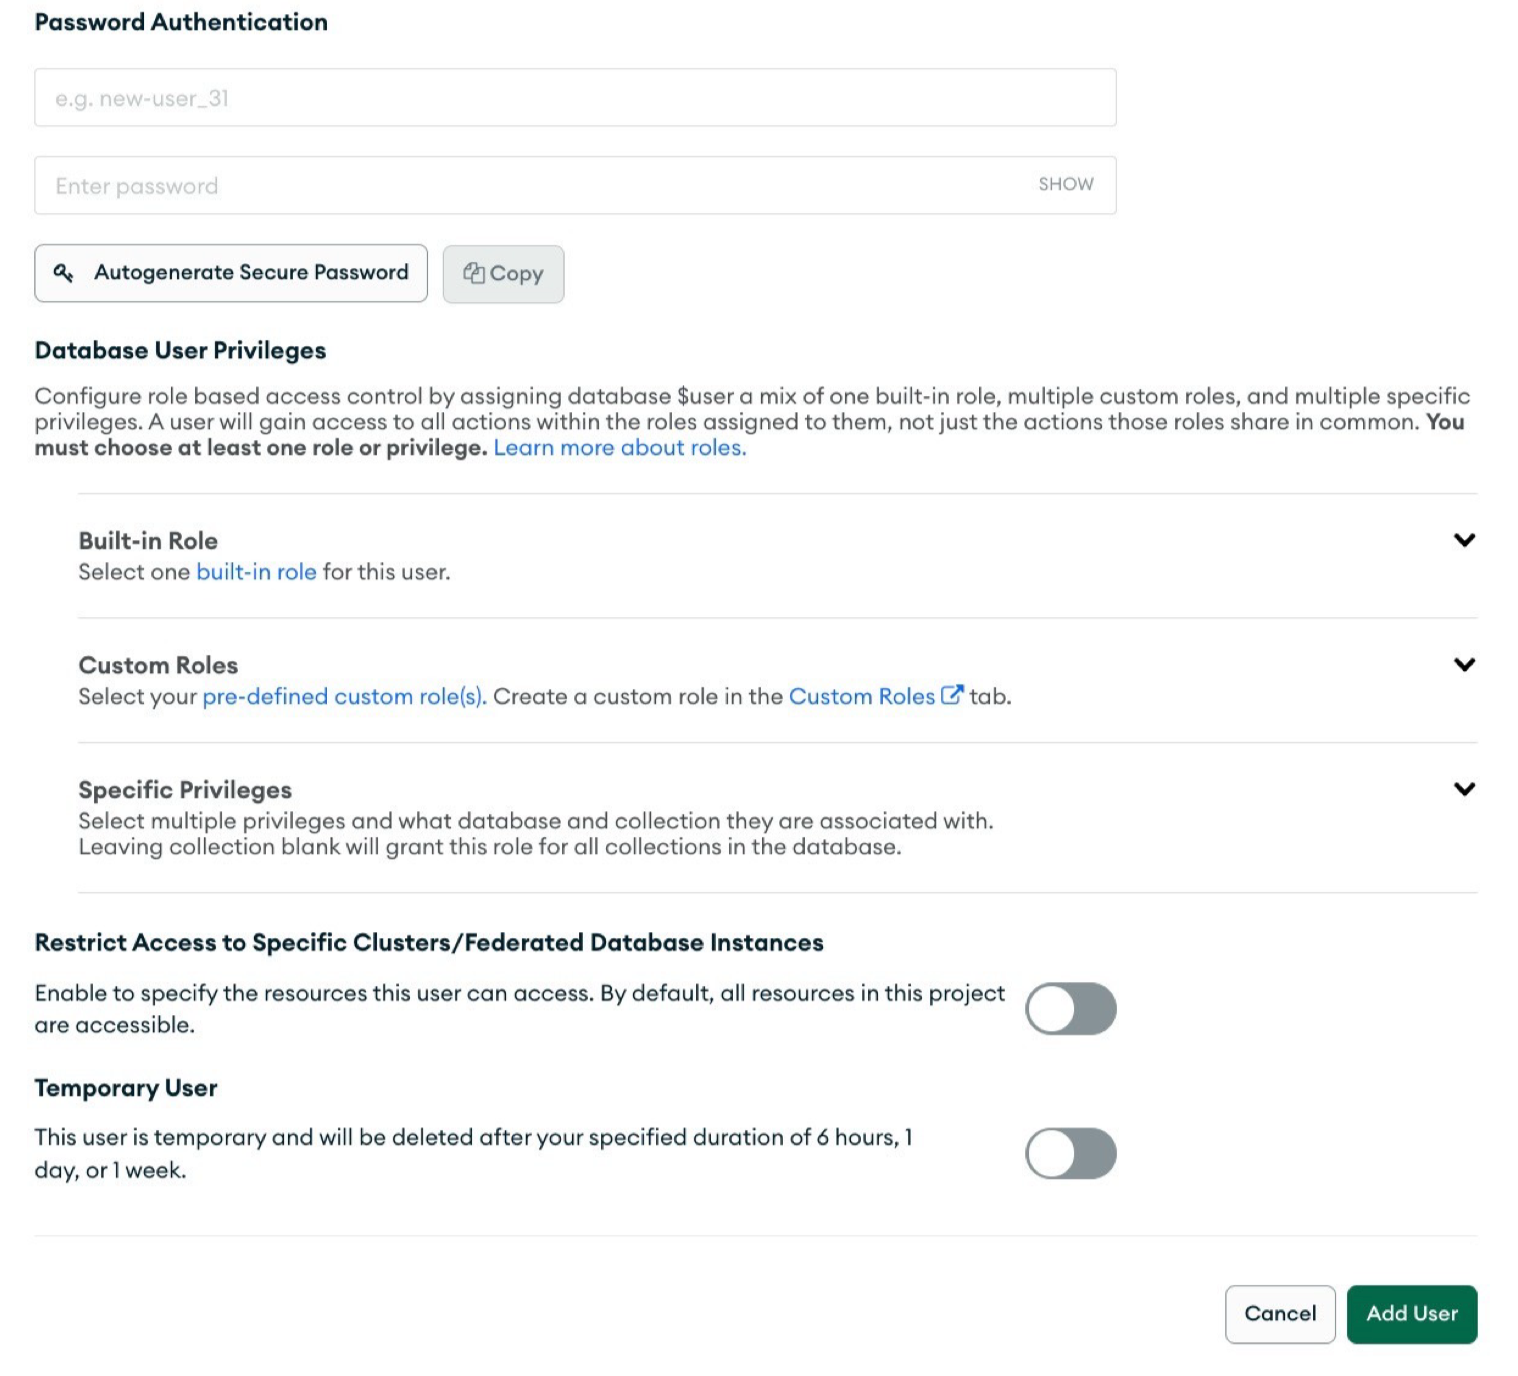 Password Authentication
e.g. new-user_31
Enter password
SHOW
Autogenerate Secure Password
Copy
Database User Privileges
Configure role based access control by assigning database $user a mix of one built-in role, multiple custom roles, and multiple specific
privileges. A user will gain access to all actions within the roles assigned to them, not just the actions those roles share in common. You
must choose at least one role or privilege. Learn more about roles.
Built-in Role
Select one built-in role for this user.
Custom Roles
Select your pre-defined custom role(s). Create a custom role in the Custom Roles tab.
Specific Privileges
Select multiple privileges and what database and collection they are associated with.
Leaving collection blank will grant this role for all collections in the database.
Restrict Access to Specific Clusters/Federated Database Instances
Enable to specify the resources this user can access. By default, all resources in this project
are accessible.
Temporary User
This user is temporary and will be deleted after your specified duration of 6 hours, 1
day, or 1 week.
Cancel
Add User